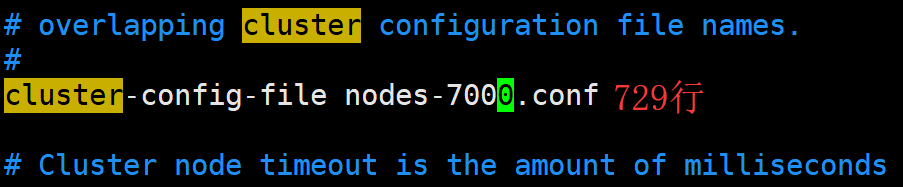 # overlapping cluster configuration file names.
#
cluster-config-file nodes-7000.conf 729行
# Cluster node timeout is the amount of milliseconds